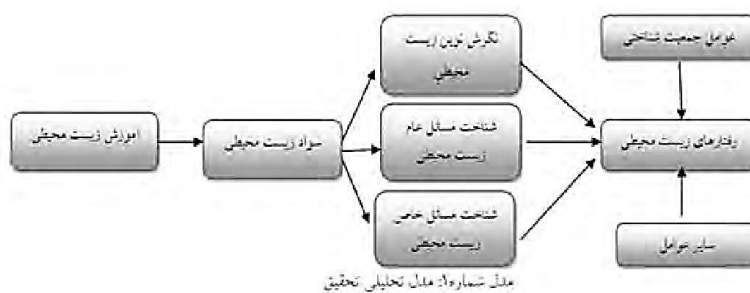 آموزش زیست محیطی
سواد زیست محیطی
نگرش نوین زیست
محیطی
شناخت مسائل عام
زیست محیطی
شناخت مسائل خاص
زیست محیطی
عوامل جمعیت شناختی
رفتارهای زیست محیطی
سایر عوامل
مدل شماره۱: مدل تحلیلی تحقیق